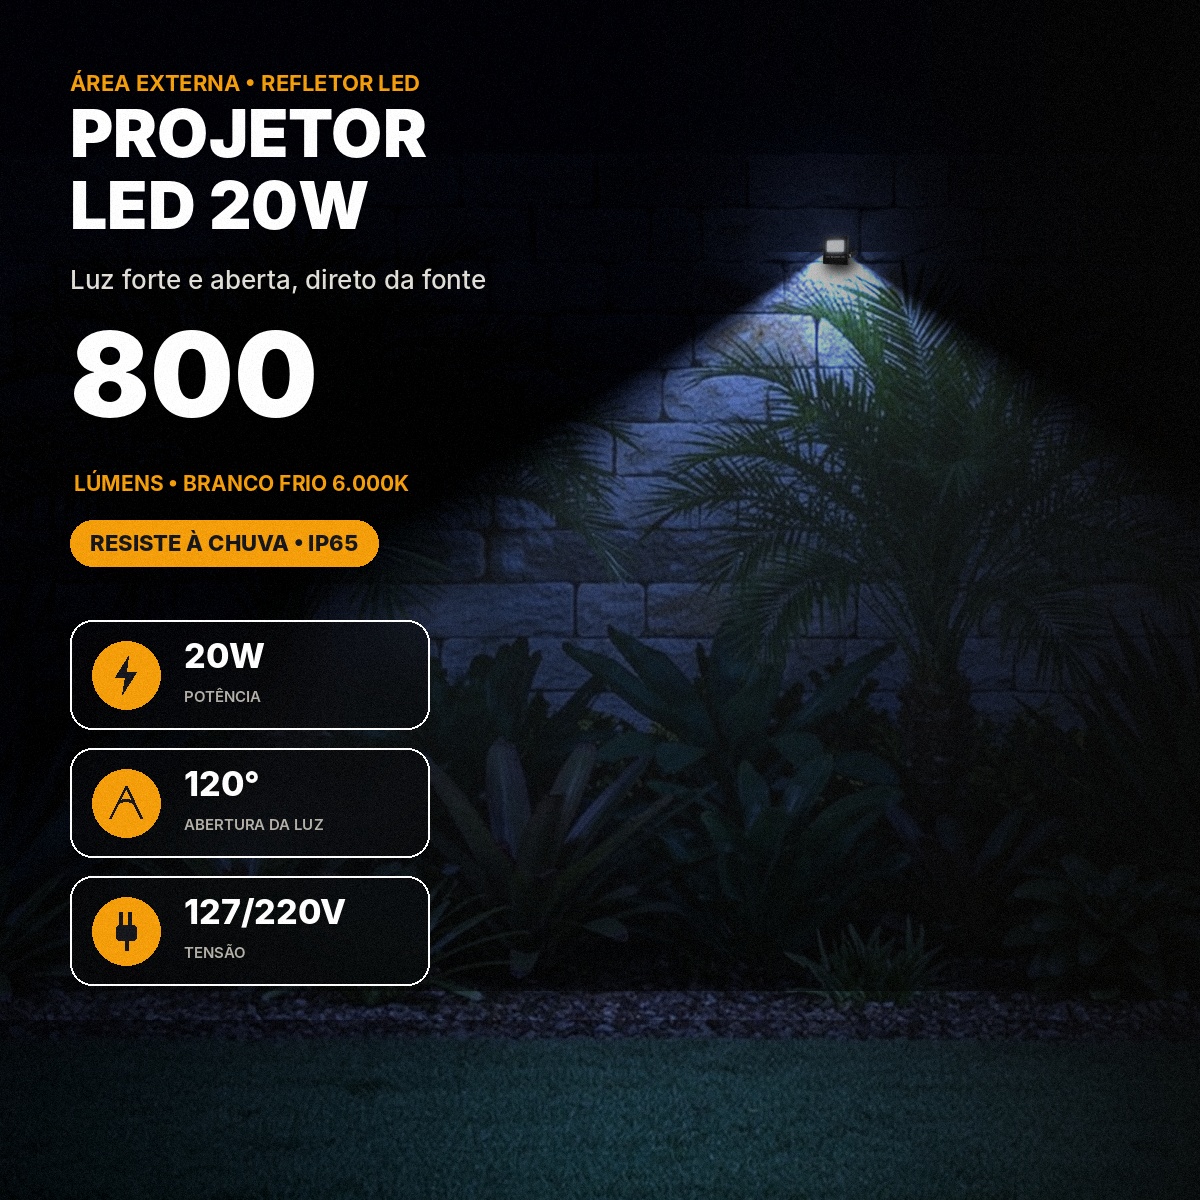 ÁREA EXTERNA • REFLETOR LED
PROJETOR
LED 20W
Luz forte e aberta, direto da fonte
800
LÚMENS • BRANCO FRIO 6.000K
RESISTE À CHUVA • IP65
20W
POTÊNCIA
120°
ABERTURA DA LUZ
127/220V
TENSÃO